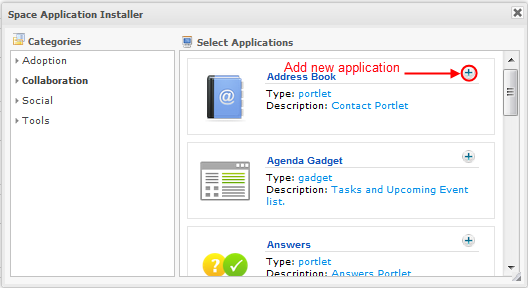 Space Application Installer
Categories
Adoption
Collaboration
Social
Tools
Select Applications
Add new application
Address Book
Type: portlet
Description: Contact Portlet
Agenda Gadget
Type: gadget
Description: Tasks and Upcoming Event
list.
Answers
Type: portlet
Description: Answers Portlet